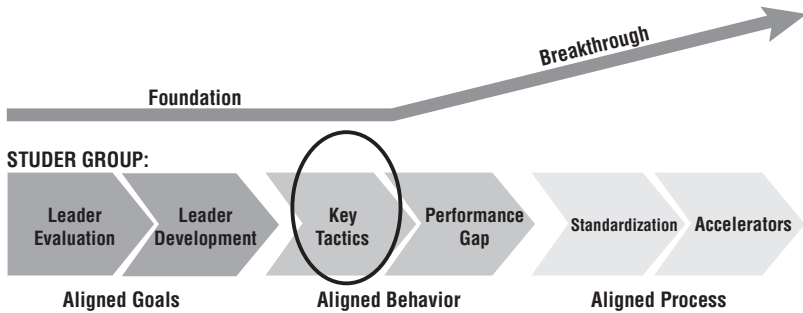 Breakthrough
Foundation
STUDER GROUP:
Leader
Evaluation
Leader
Development
Key
Tactics
Performance
Gap
Standardization
Accelerators
Aligned Goals
Aligned Behavior
Aligned Process